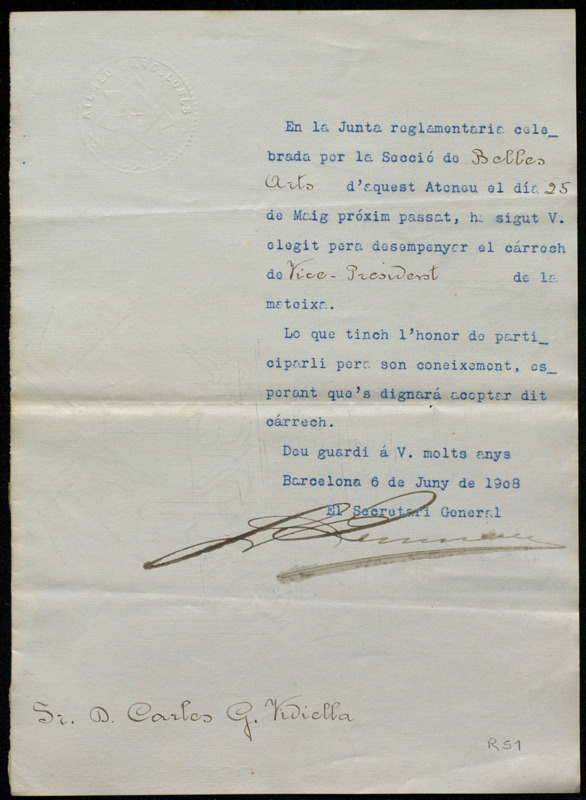 ATENEO BARCELONÉS
En la Junta reglamentaria cele_
brada per la Secció de Belles
Arts d'aquest Ateneu el día 25
de Maig próxim passat, ha sigut V.
elegit pera desempenyar el cárrech
de Vice-President de la
mateixa.
Lo que tinch l'honor de parti_
ciparli pera son coneixement, es_
perant que's dignará aceptar dit
cárrech.
Deu guardi á V. molts anys
Barcelona 6 de Juny de 1908
El Secretari General
Sr. D. Carles G. Vidiella
R 51